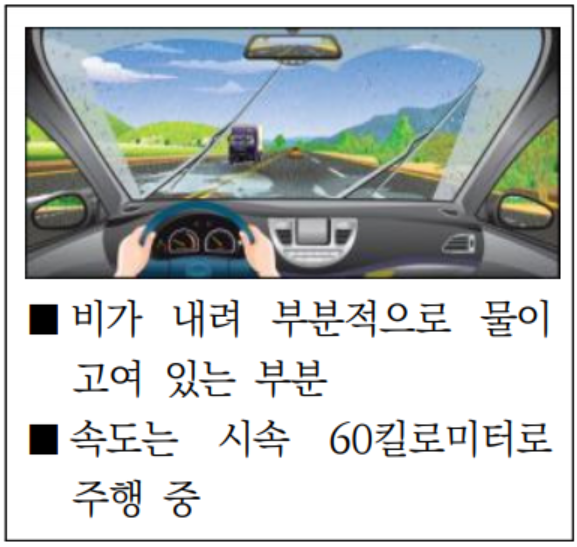 ■ 비가 내려 부분적으로 물이
고여 있는 부분
■ 속도는 시속 60킬로미터로
주행 중